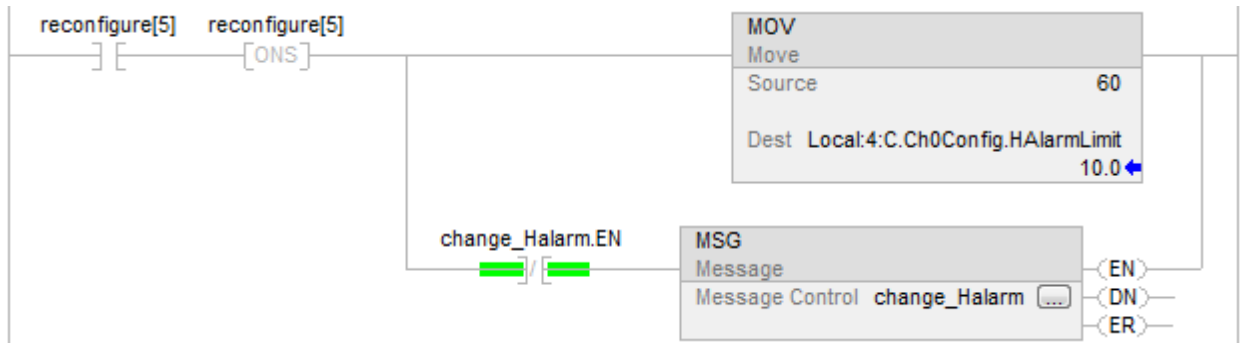 reconfigure[5] reconfigure[5]
ONS
MOV
Move
Source 60
Dest Local:4:C.Ch0Config.HAlarmLimit
10.0
change_Halarm.EN
MSG
Message
Message Control change_Halarm ...
EN
DN
ER